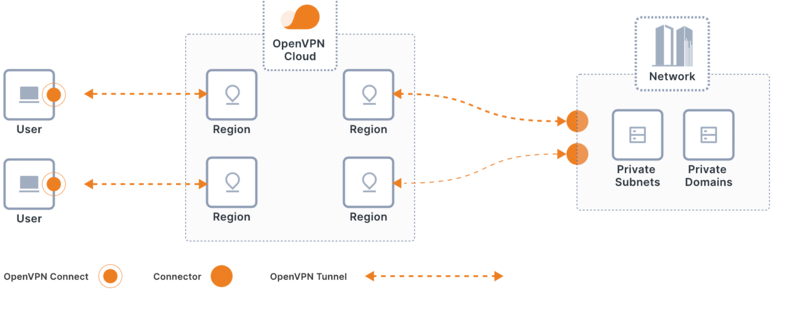 OpenVPN
Cloud
Network
User
Region
Region
Private
Subnets
Private
Domains
User
Region
Region
OpenVPN Connect
Connector
OpenVPN Tunnel